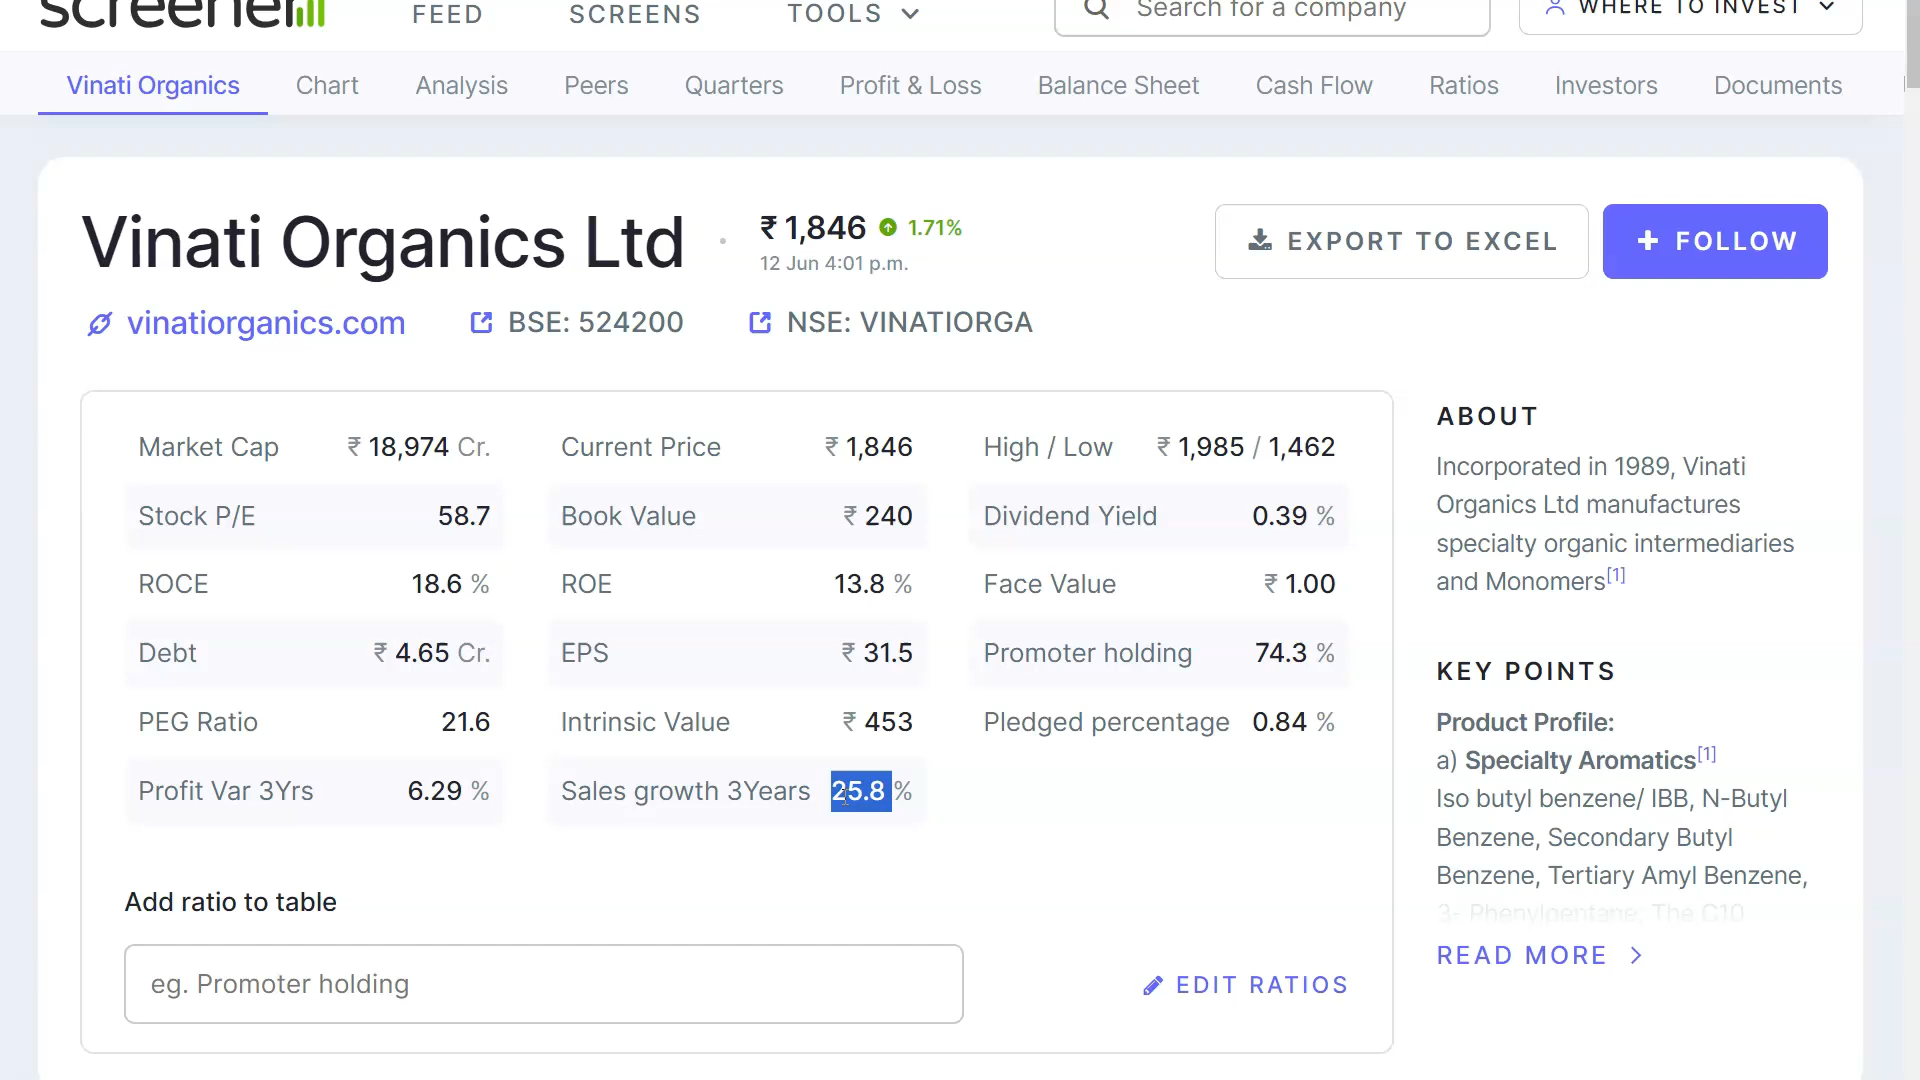 screener
FEED
SCREENS
TOOLS
Search for a company
WHERE TO INVEST
Vinati Organics
Chart
Analysis
Peers
Quarters
Profit & Loss
Balance Sheet
Cash Flow
Ratios
Investors
Documents
Vinati Organics Ltd
₹ 1,846 1.71%
12 Jun 4:01 p.m.
EXPORT TO EXCEL
FOLLOW
vinatiorganics.com
BSE: 524200
NSE: VINATIORGA
Market Cap ₹ 18,974 Cr.
Current Price ₹ 1,846
High / Low ₹ 1,985 / 1,462
Stock P/E 58.7
Book Value ₹ 240
Dividend Yield 0.39 %
ROCE 18.6 %
ROE 13.8 %
Face Value ₹ 1.00
Debt ₹ 4.65 Cr.
EPS ₹ 31.5
Promoter holding 74.3 %
PEG Ratio 21.6
Intrinsic Value ₹ 453
Pledged percentage 0.84 %
Profit Var 3Yrs 6.29 %
Sales growth 3Years 25.8 %
Add ratio to table
eg. Promoter holding
EDIT RATIOS
ABOUT
Incorporated in 1989, Vinati
Organics Ltd manufactures
specialty organic intermediaries
and Monomers[1]
KEY POINTS
Product Profile:
a) Specialty Aromatics[1]
Iso butyl benzene/ IBB, N-Butyl
Benzene, Secondary Butyl
Benzene, Tertiary Amyl Benzene,
3- Phenylpentane, The C10
READ MORE